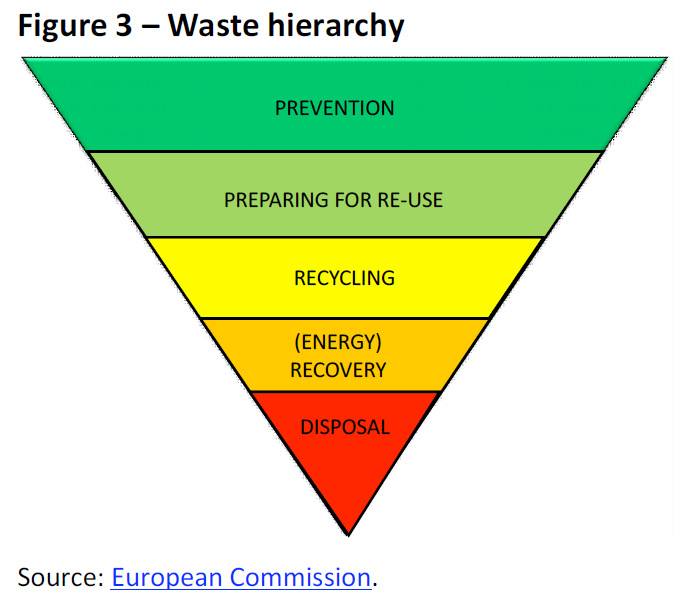 Figure 3 – Waste hierarchy
PREVENTION
PREPARING FOR RE-USE
RECYCLING
(ENERGY)
RECOVERY
DISPOSAL
Source: European Commission.